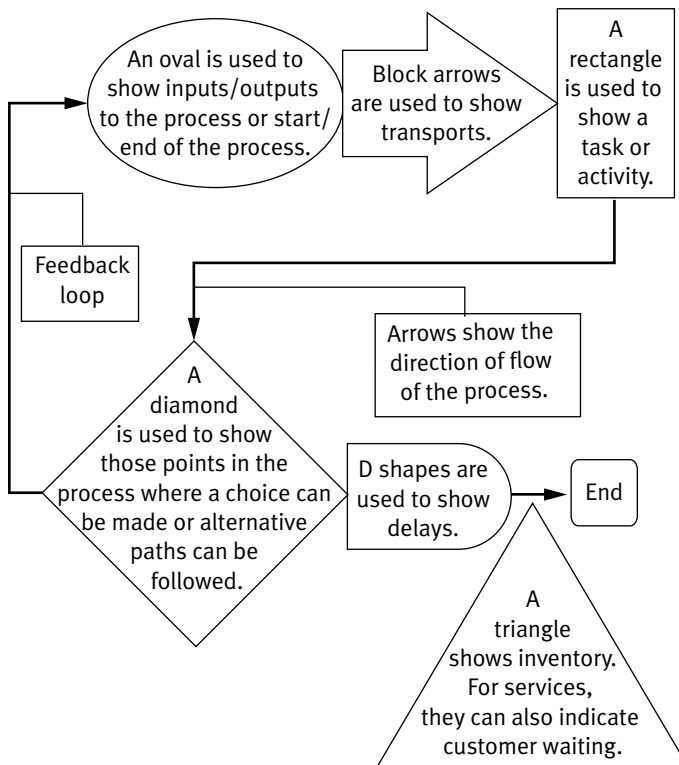 An oval is used to
show inputs/outputs
to the process or start/
end of the process.
Block arrows
are used to show
transports.
A
rectangle
is used to
show a
task or
activity.
Feedback
loop
Arrows show the
direction of flow
of the process.
A
diamond
is used to show
those points in the
process where a choice can
be made or alternative
paths can be
followed.
D shapes are
used to show
delays.
End
A
triangle
shows inventory.
For services,
they can also indicate
customer waiting.